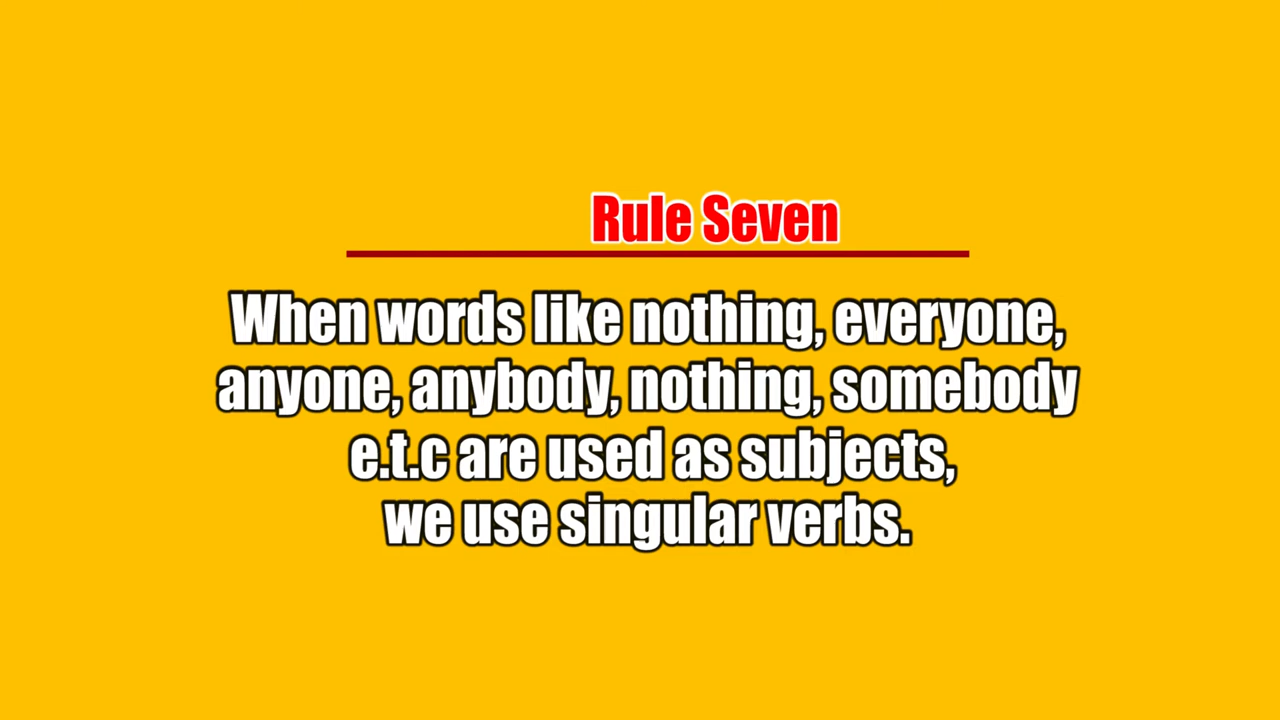 Rule Seven
When words like nothing, everyone,
anyone, anybody, nothing, somebody
e.t.c are used as subjects,
we use singular verbs.